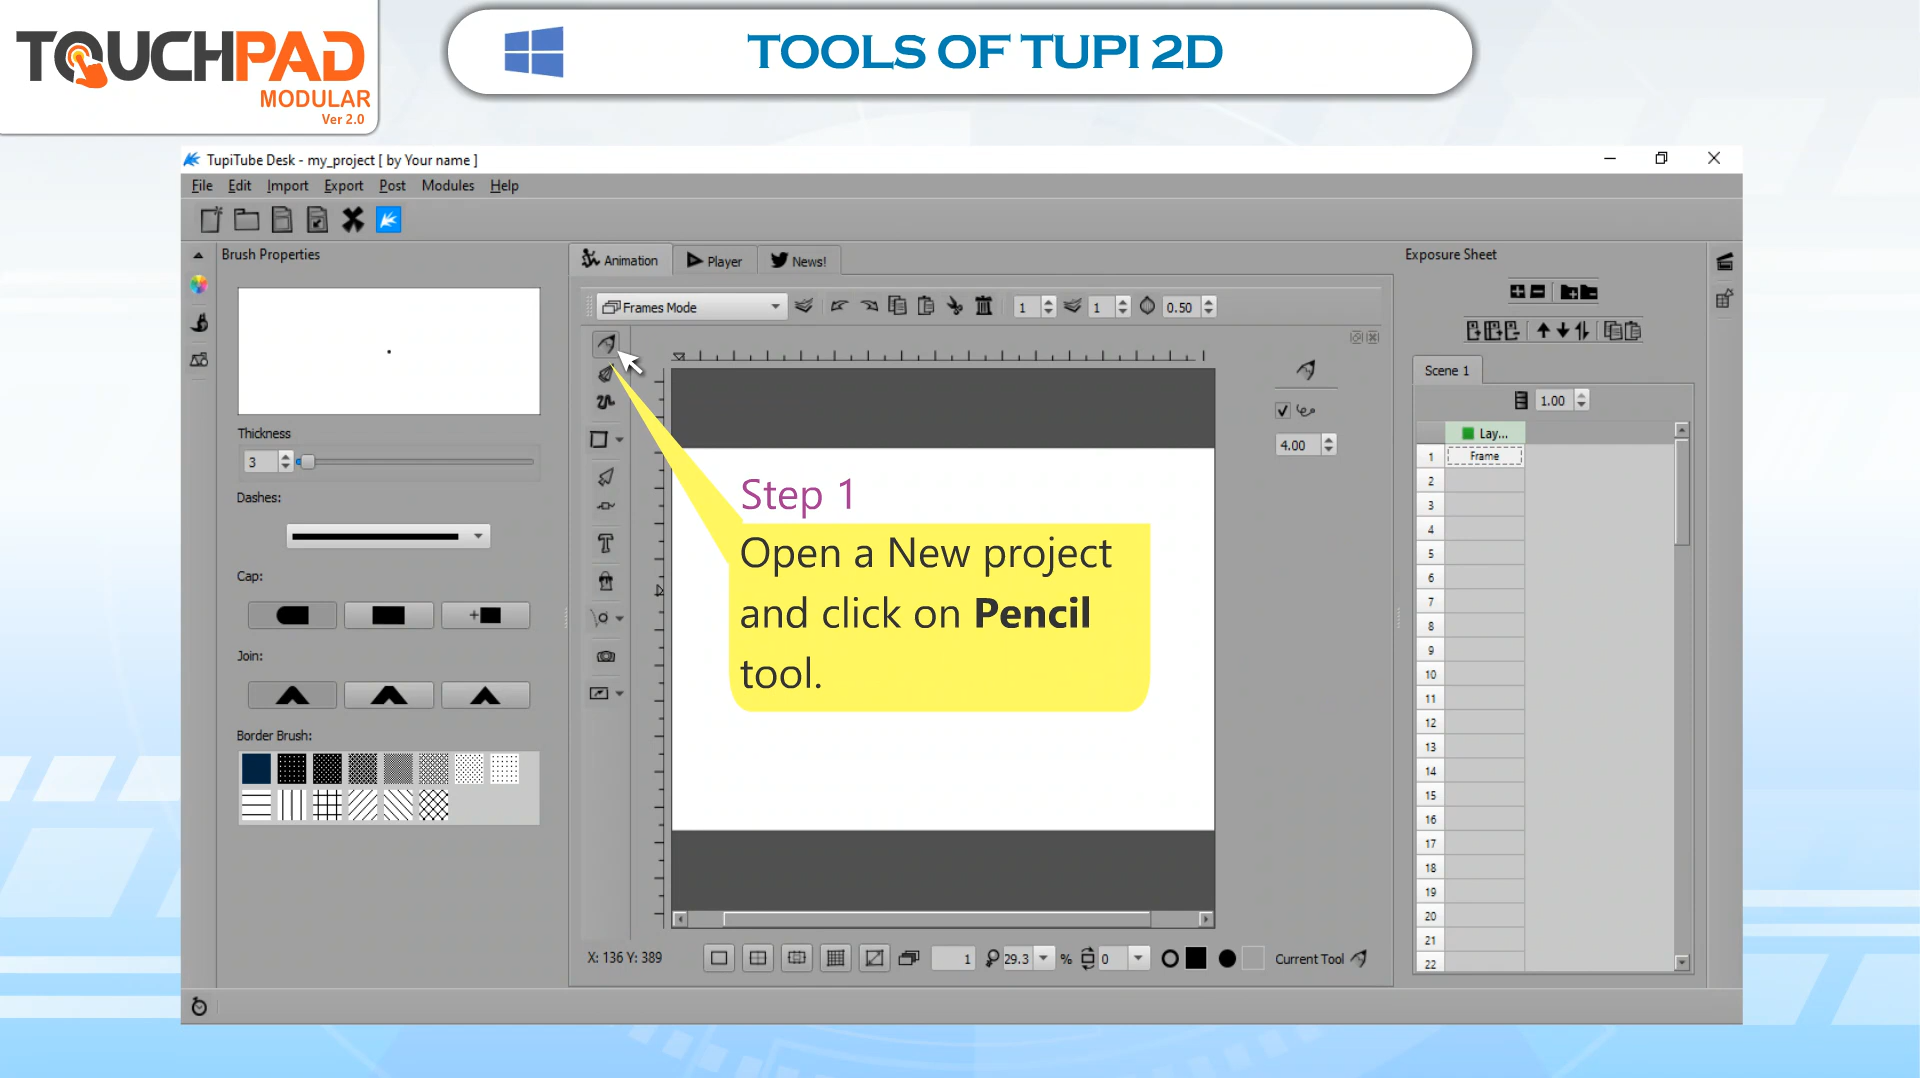 TOUCHPAD
MODULAR
Ver 2.0
TOOLS OF TUPI 2D
TupiTube Desk - my_project [ by Your name ]
File Edit Import Export Post Modules Help
Brush Properties
Thickness
3
Dashes:
Cap:
Join:
Border Brush:
Animation Player News!
Frames Mode 1 1 0.50
4.00
Step 1
Open a New project
and click on Pencil
tool.
X: 136 Y: 389 1 29.3 % 0 Current Tool
Exposure Sheet
Scene 1
1.00
Lay...
1 Frame
2
3
4
5
6
7
8
9
10
11
12
13
14
15
16
17
18
19
20
21
22